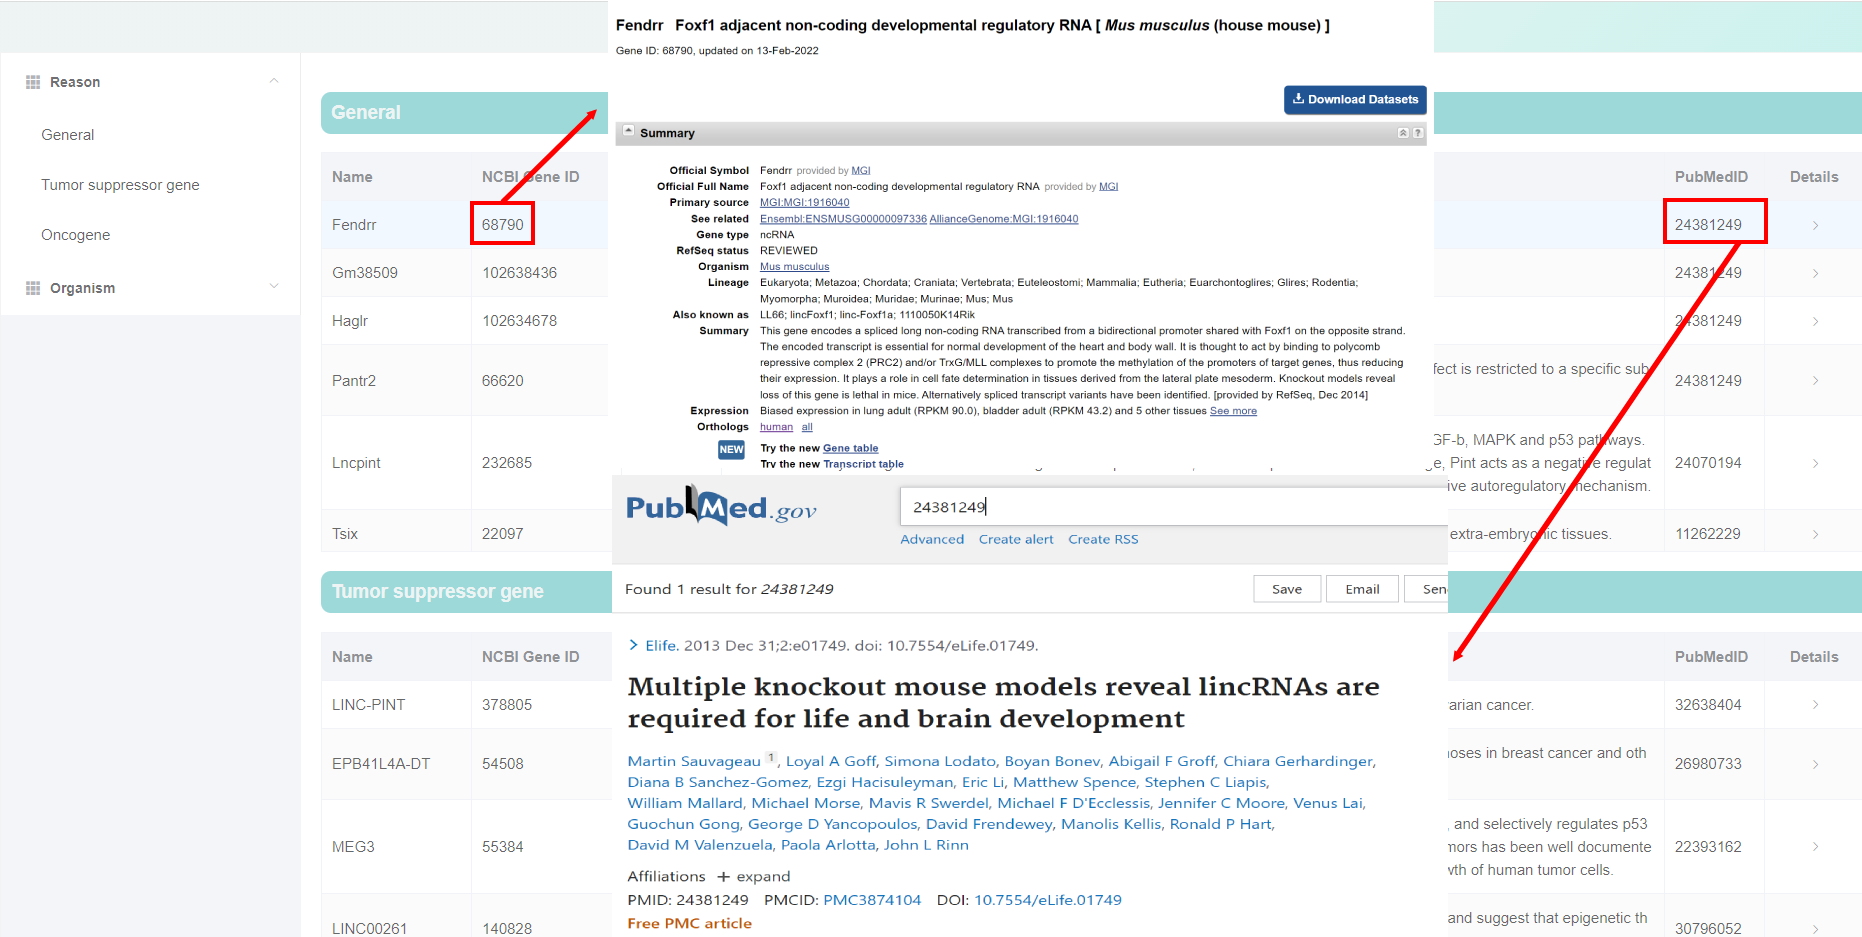 Reason
General
Tumor suppressor gene
Oncogene
Organism
General
Name NCBI Gene ID PubMedID Details
Fendrr 68790 24381249
Gm38509 102638436 24381249
Haglr 102634678 24381249
Pantr2 66620 fect is restricted to a specific sub 24381249
GF-b, MAPK and p53 pathways.
Lncpint 232685 e, Pint acts as a negative regulat 24070194
ive autoregulatory mechanism.
Tsix 22097 extra-embryonic tissues. 11262229
Fendrr Foxf1 adjacent non-coding developmental regulatory RNA [ Mus musculus (house mouse) ]
Gene ID: 68790, updated on 13-Feb-2022
Download Datasets
Summary
Official Symbol Fendrr provided by MGI
Official Full Name Foxf1 adjacent non-coding developmental regulatory RNA provided by MGI
Primary source MGI:MGI:1916040
See related Ensembl:ENSMUSG00000097336 AllianceGenome:MGI:1916040
Gene type ncRNA
RefSeq status REVIEWED
Organism Mus musculus
Lineage Eukaryota; Metazoa; Chordata; Craniata; Vertebrata; Euteleostomi; Mammalia; Eutheria; Euarchontoglires; Glires; Rodentia;
Myomorpha; Muroidea; Muridae; Murinae; Mus; Mus
Also known as LL66; lincFoxf1; linc-Foxf1a; 1110050K14Rik
Summary This gene encodes a spliced long non-coding RNA transcribed from a bidirectional promoter shared with Foxf1 on the opposite strand.
The encoded transcript is essential for normal development of the heart and body wall. It is thought to act by binding to polycomb
repressive complex 2 (PRC2) and/or TrxG/MLL complexes to promote the methylation of the promoters of target genes, thus reducing
their expression. It plays a role in cell fate determination in tissues derived from the lateral plate mesoderm. Knockout models reveal
loss of this gene is lethal in mice. Alternatively spliced transcript variants have been identified. [provided by RefSeq, Dec 2014]
Expression Biased expression in lung adult (RPKM 90.0), bladder adult (RPKM 43.2) and 5 other tissues See more
Orthologs human all
NEW Try the new Gene table
Try the new Transcript table
PubMed.gov
24381249
Advanced Create alert Create RSS
Found 1 result for 24381249
Save Email Sen
> Elife. 2013 Dec 31;2:e01749. doi: 10.7554/eLife.01749.
Multiple knockout mouse models reveal lincRNAs are
required for life and brain development
Martin Sauvageau 1, Loyal A Goff, Simona Lodato, Boyan Bonev, Abigail F Groff, Chiara Gerhardinger,
Diana B Sanchez-Gomez, Ezgi Hacisuleyman, Eric Li, Matthew Spence, Stephen C Liapis,
William Mallard, Michael Morse, Mavis R Swerdel, Michael F D'Ecclessis, Jennifer C Moore, Venus Lai,
Guochun Gong, George D Yancopoulos, David Frendewey, Manolis Kellis, Ronald P Hart,
David M Valenzuela, Paola Arlotta, John L Rinn
Affiliations + expand
PMID: 24381249 PMCID: PMC3874104 DOI: 10.7554/eLife.01749
Free PMC article
Tumor suppressor gene
Name NCBI Gene ID PubMedID Details
LINC-PINT 378805 arian cancer. 32638404
noses in breast cancer and oth
EPB41L4A-DT 54508 26980733
, and selectively regulates p53
MEG3 55384 mors has been well documente 22393162
wth of human tumor cells.
and suggest that epigenetic th
LINC00261 140828 30796052